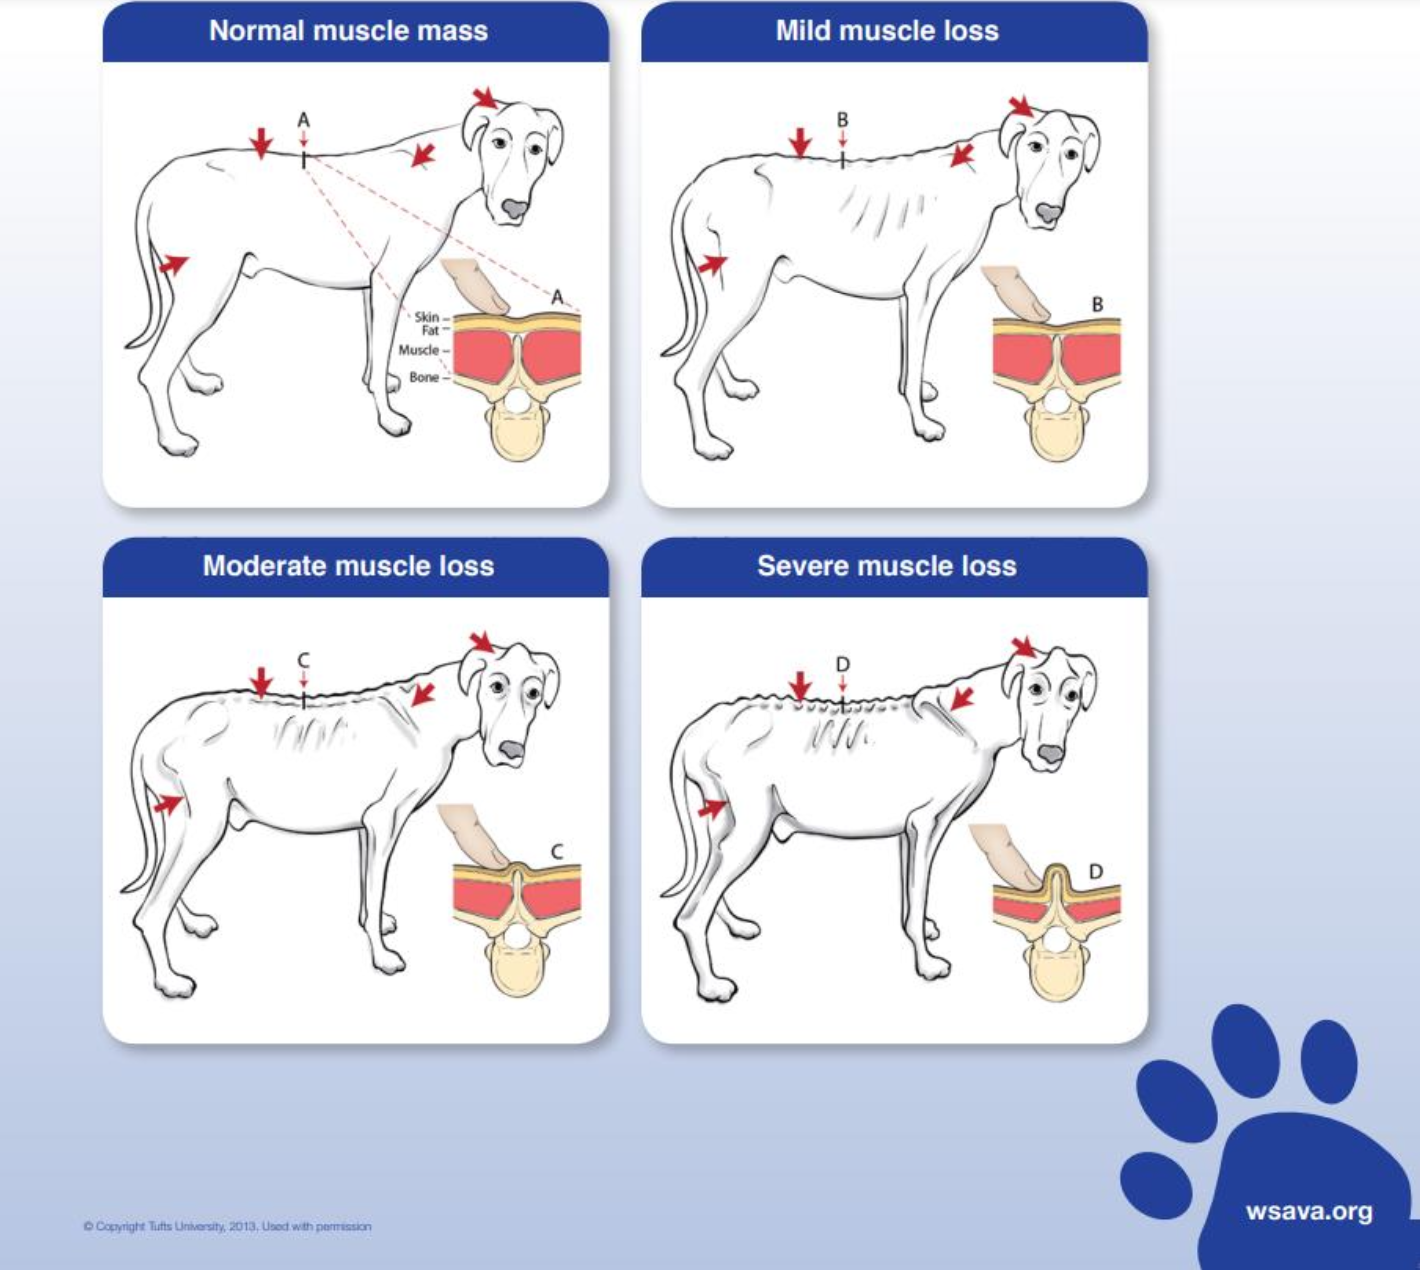 Normal muscle mass
Mild muscle loss
A
B
A
B
Skin
Fat
Muscle
Bone
Moderate muscle loss
Severe muscle loss
C
D
C
D
wsava.org
© Copyright Tufts University, 2013. Used with permission